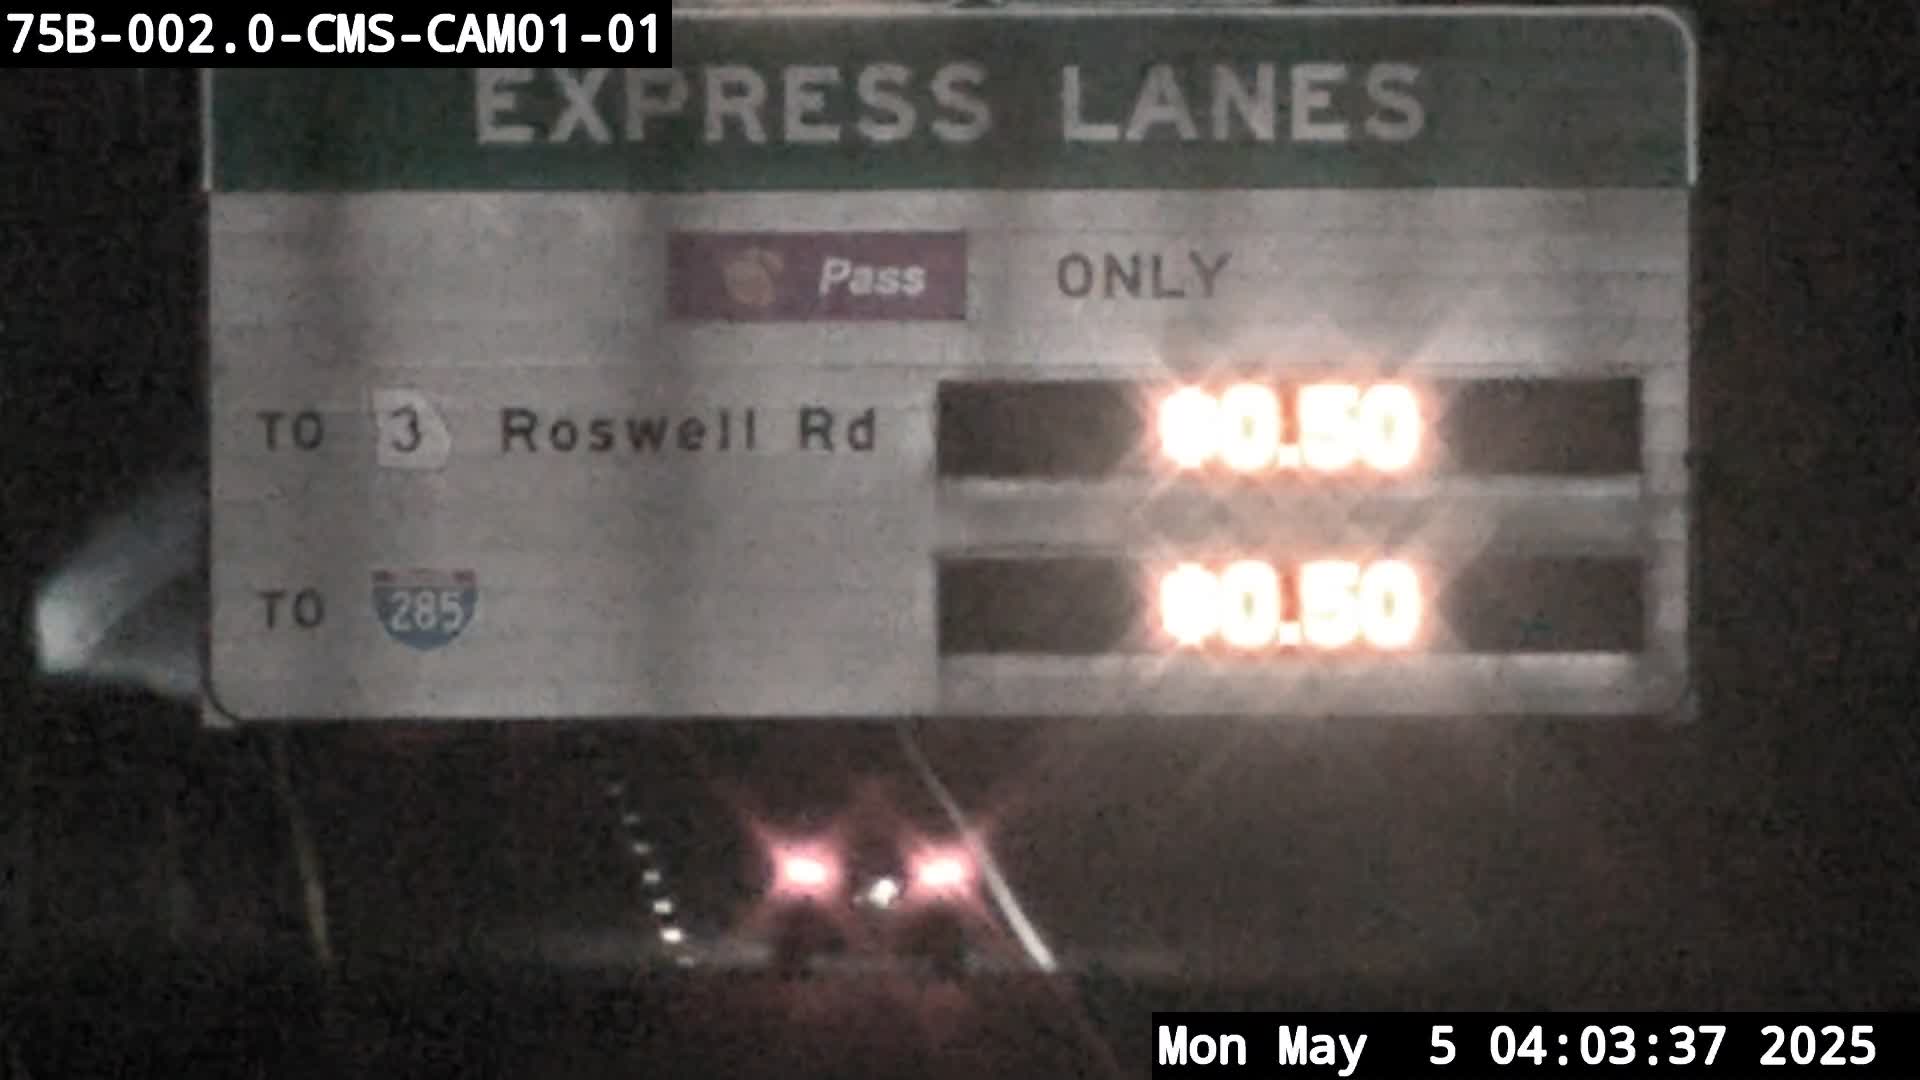 75B-002.0-CMS-CAM01-01
EXPRESS LANES
Pass ONLY
TO 3 Roswell Rd $0.50
TO 285 $0.50
Mon May 5 04:03:37 2025